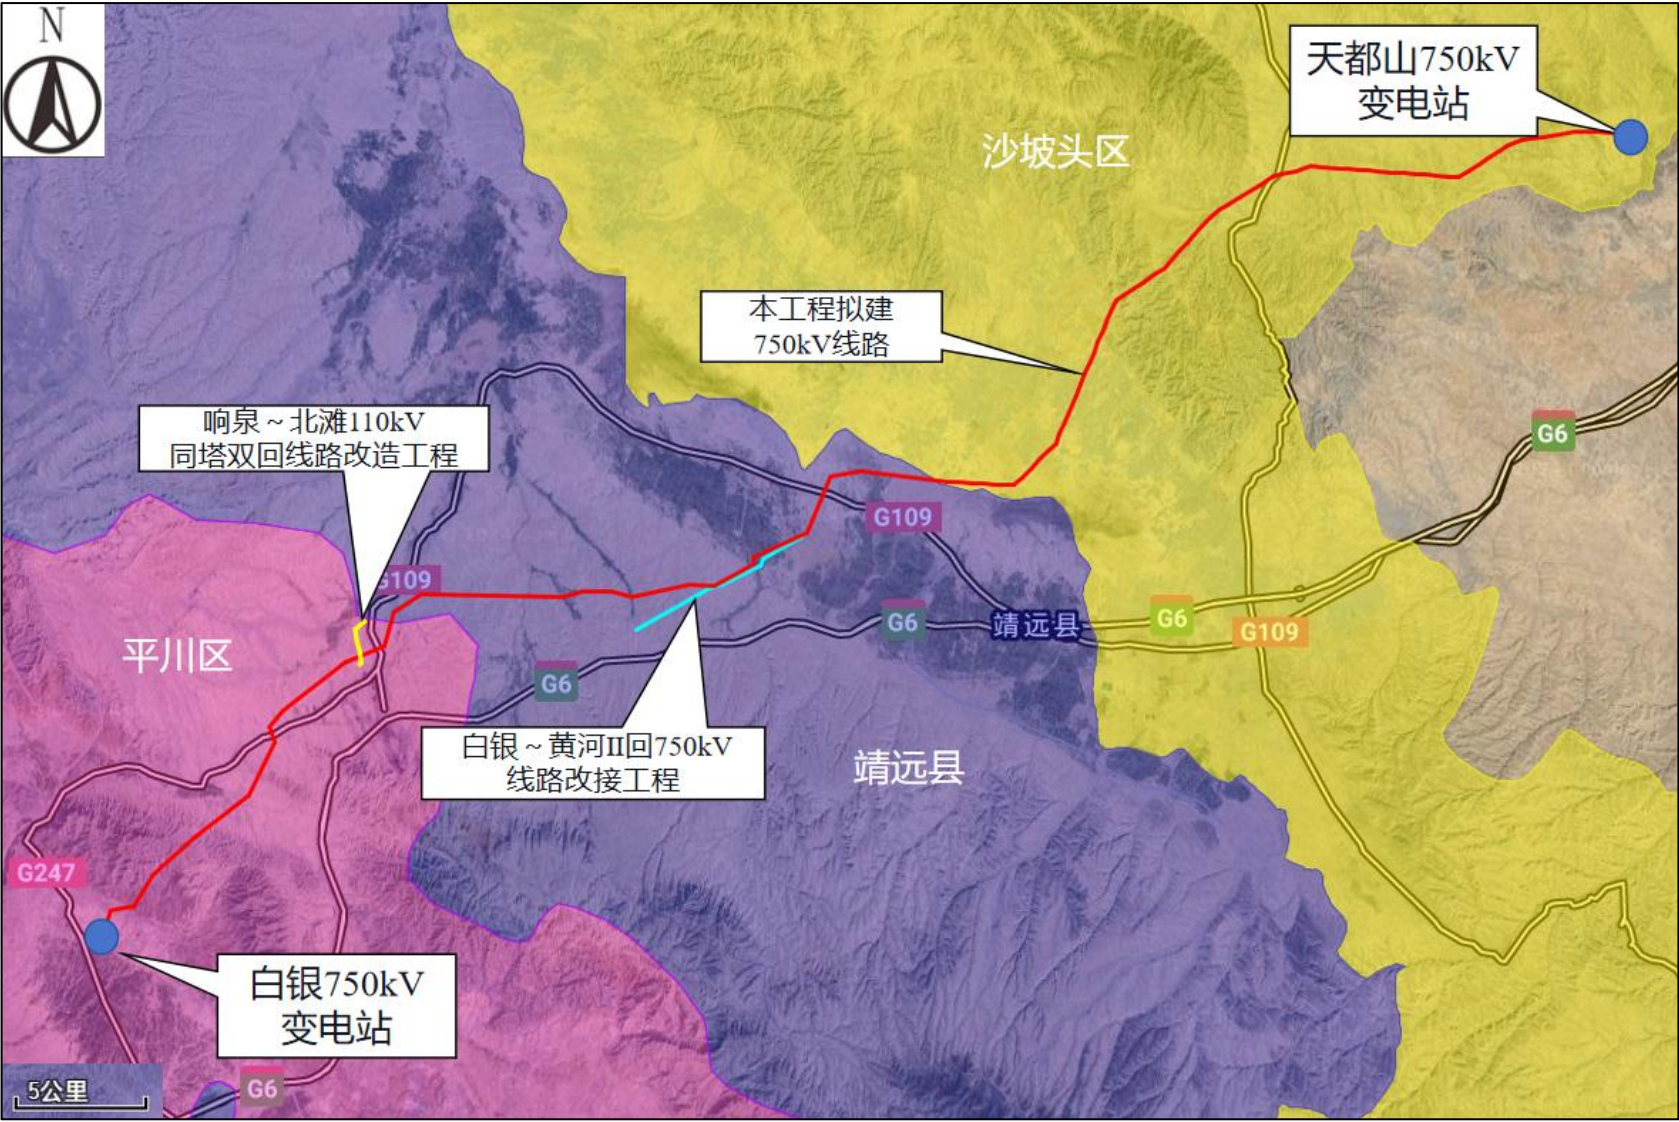 N
天都山750kV
变电站
沙坡头区
本工程拟建
750kV线路
响泉～北滩110kV
同塔双回线路改造工程
G6
G109
G109
平川区
G6
靖远县
G6
G109
G6
白银～黄河II回750kV
线路改接工程
靖远县
G247
白银750kV
变电站
5公里
G6